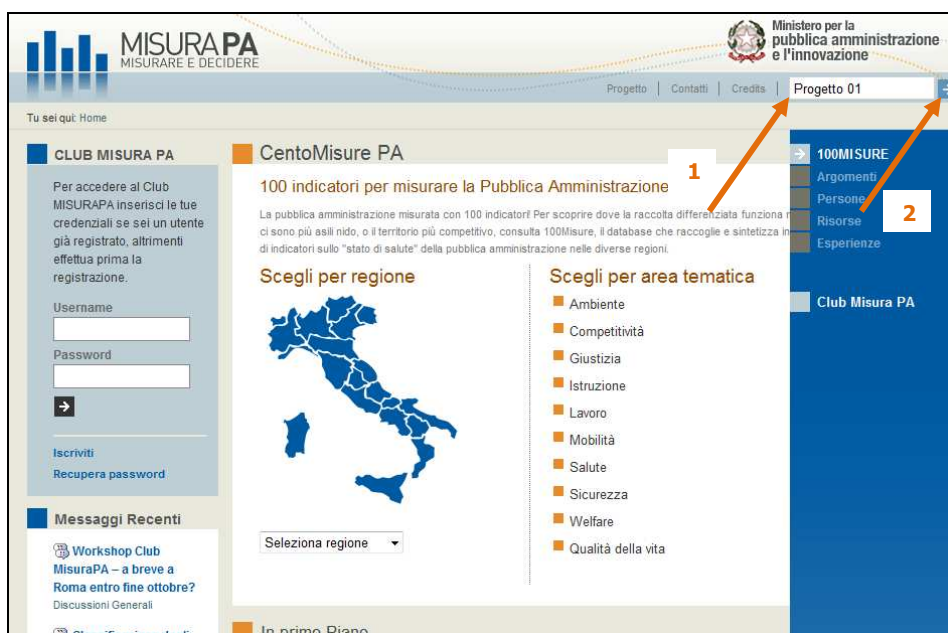 MISURAPA
MISURARE E DECIDERE
Ministero per la
pubblica amministrazione
e l'innovazione
Progetto | Contatti | Credits |
Progetto 01
Tu sei qui: Home
CLUB MISURA PA
Per accedere al Club
MISURAPA inserisci le tue
credenziali se sei un utente
già registrato, altrimenti
effettua prima la
registrazione.
Username
Password
Iscriviti
Recupera password
Messaggi Recenti
Workshop Club
MisuraPA – a breve a
Roma entro fine ottobre?
Discussioni Generali
CentoMisure PA
100 indicatori per misurare la Pubblica Amministrazione
La pubblica amministrazione misurata con 100 indicatori! Per scoprire dove la raccolta differenziata funziona
ci sono più asili nido, o il territorio più competitivo, consulta 100Misure, il database che raccoglie e sintetizza
di indicatori sullo "stato di salute" della pubblica amministrazione nelle diverse regioni.
Scegli per regione
Seleziona regione
Scegli per area tematica
Ambiente
Competitività
Giustizia
Istruzione
Lavoro
Mobilità
Salute
Sicurezza
Welfare
Qualità della vita
In primo Piano
1
2
100MISURE
Argomenti
Persone
Risorse
Esperienze
Club Misura PA